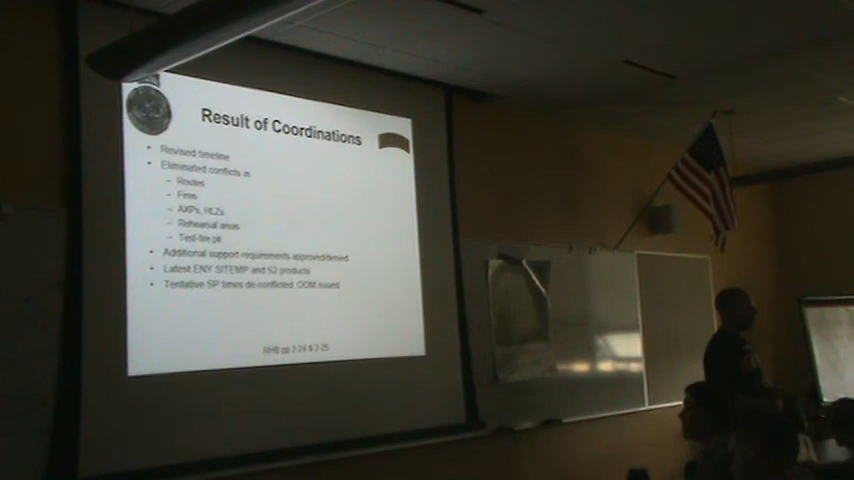 Result of Coordinations
• Revised timeline
• Eliminated conflicts in
– Routes
– Fires
– AXPs, HLZs
– Rehearsal areas
– Test-fire pit
• Additional support requirements approved/denied
• Latest ENY SITEMP and S2 products
• Tentative SP times de-conflicted, OOM issued
RHB pp 2-24 & 2-25